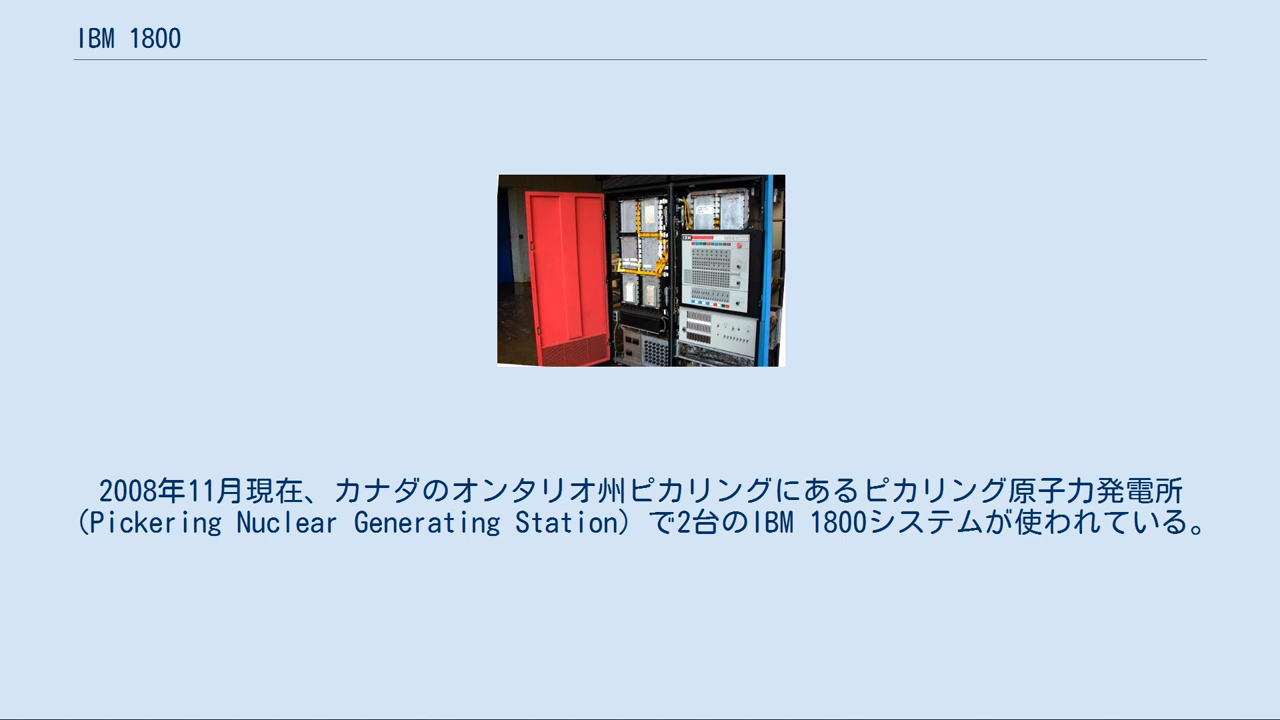 IBM 1800
IBM
2008年11月現在、カナダのオンタリオ州ピカリングにあるピカリング原子力発電所
(Pickering Nuclear Generating Station) で2台のIBM 1800システムが使われている。